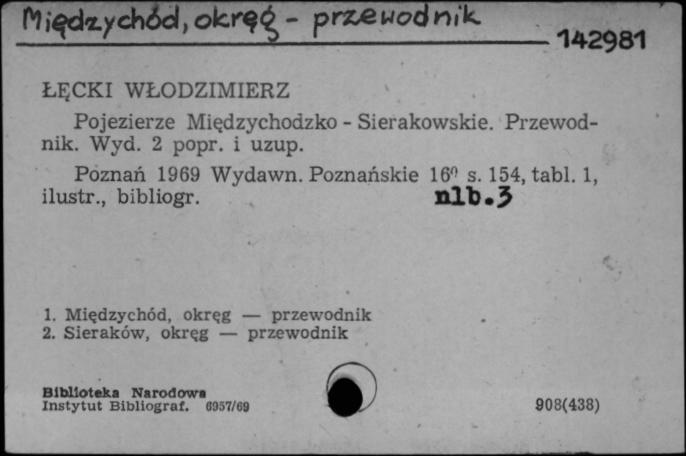 Międzychód, okręg - przewodnik
142981
ŁĘCKI WŁODZIMIERZ
Pojezierze Międzychodzko - Sierakowskie. Przewod-
nik. Wyd. 2 popr. i uzup.
Poznań 1969 Wydawn. Poznańskie 16⁰ s. 154, tabl. 1,
ilustr., bibliogr. nlb.3
1. Międzychód, okręg — przewodnik
2. Sieraków, okręg — przewodnik
Biblioteka Narodowa
Instytut Bibliograf. 6957/69
908(438)